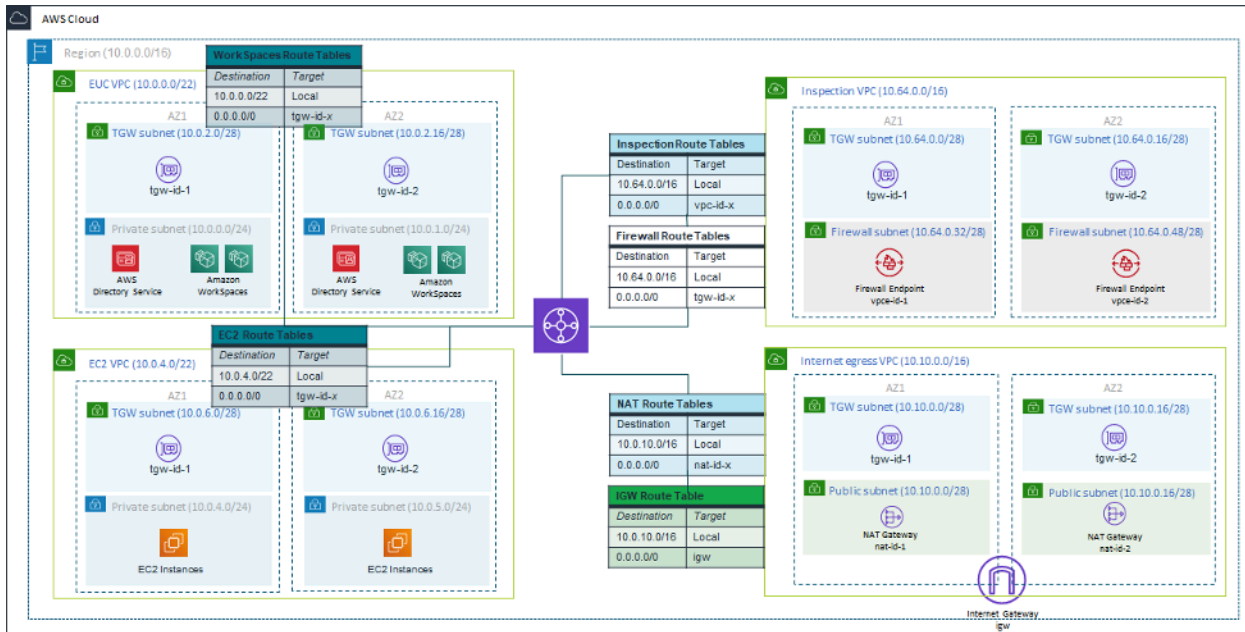 AWS Cloud
Region (10.0.0.0/16)
WorkSpaces Route Tables
Destination Target
10.0.0.0/22 Local
0.0.0.0/0 tgw-id-x
EUC VPC (10.0.0.0/22)
AZ1
TGW subnet (10.0.2.0/28)
tgw-id-1
Private subnet (10.0.0.0/24)
AWS
Directory Service
Amazon
WorkSpaces
AZ2
TGW subnet (10.0.2.16/28)
tgw-id-2
Private subnet (10.0.1.0/24)
AWS
Directory Service
Amazon
WorkSpaces
EC2 Route Tables
Destination Target
10.0.4.0/22 Local
0.0.0.0/0 tgw-id-x
EC2 VPC (10.0.4.0/22)
AZ1
TGW subnet (10.0.6.0/28)
tgw-id-1
Private subnet (10.0.4.0/24)
EC2 Instances
AZ2
TGW subnet (10.0.6.16/28)
tgw-id-2
Private subnet (10.0.5.0/24)
EC2 Instances
Inspection Route Tables
Destination Target
10.64.0.0/16 Local
0.0.0.0/0 vpc-id-x
Firewall Route Tables
Destination Target
10.64.0.0/16 Local
0.0.0.0/0 tgw-id-x
NAT Route Tables
Destination Target
10.0.10.0/16 Local
0.0.0.0/0 nat-id-x
IGW Route Table
Destination Target
10.0.10.0/16 Local
0.0.0.0/0 igw
Inspection VPC (10.64.0.0/16)
AZ1
TGW subnet (10.64.0.0/28)
tgw-id-1
Firewall subnet (10.64.0.32/28)
Firewall Endpoint
vpce-id-1
AZ2
TGW subnet (10.64.0.16/28)
tgw-id-2
Firewall subnet (10.64.0.48/28)
Firewall Endpoint
vpce-id-2
Internet egress VPC (10.10.0.0/16)
AZ1
TGW subnet (10.10.0.0/28)
tgw-id-1
Public subnet (10.10.0.0/28)
NAT Gateway
nat-id-1
AZ2
TGW subnet (10.10.0.16/28)
tgw-id-2
Public subnet (10.10.0.16/28)
NAT Gateway
nat-id-2
Internet Gateway
igw